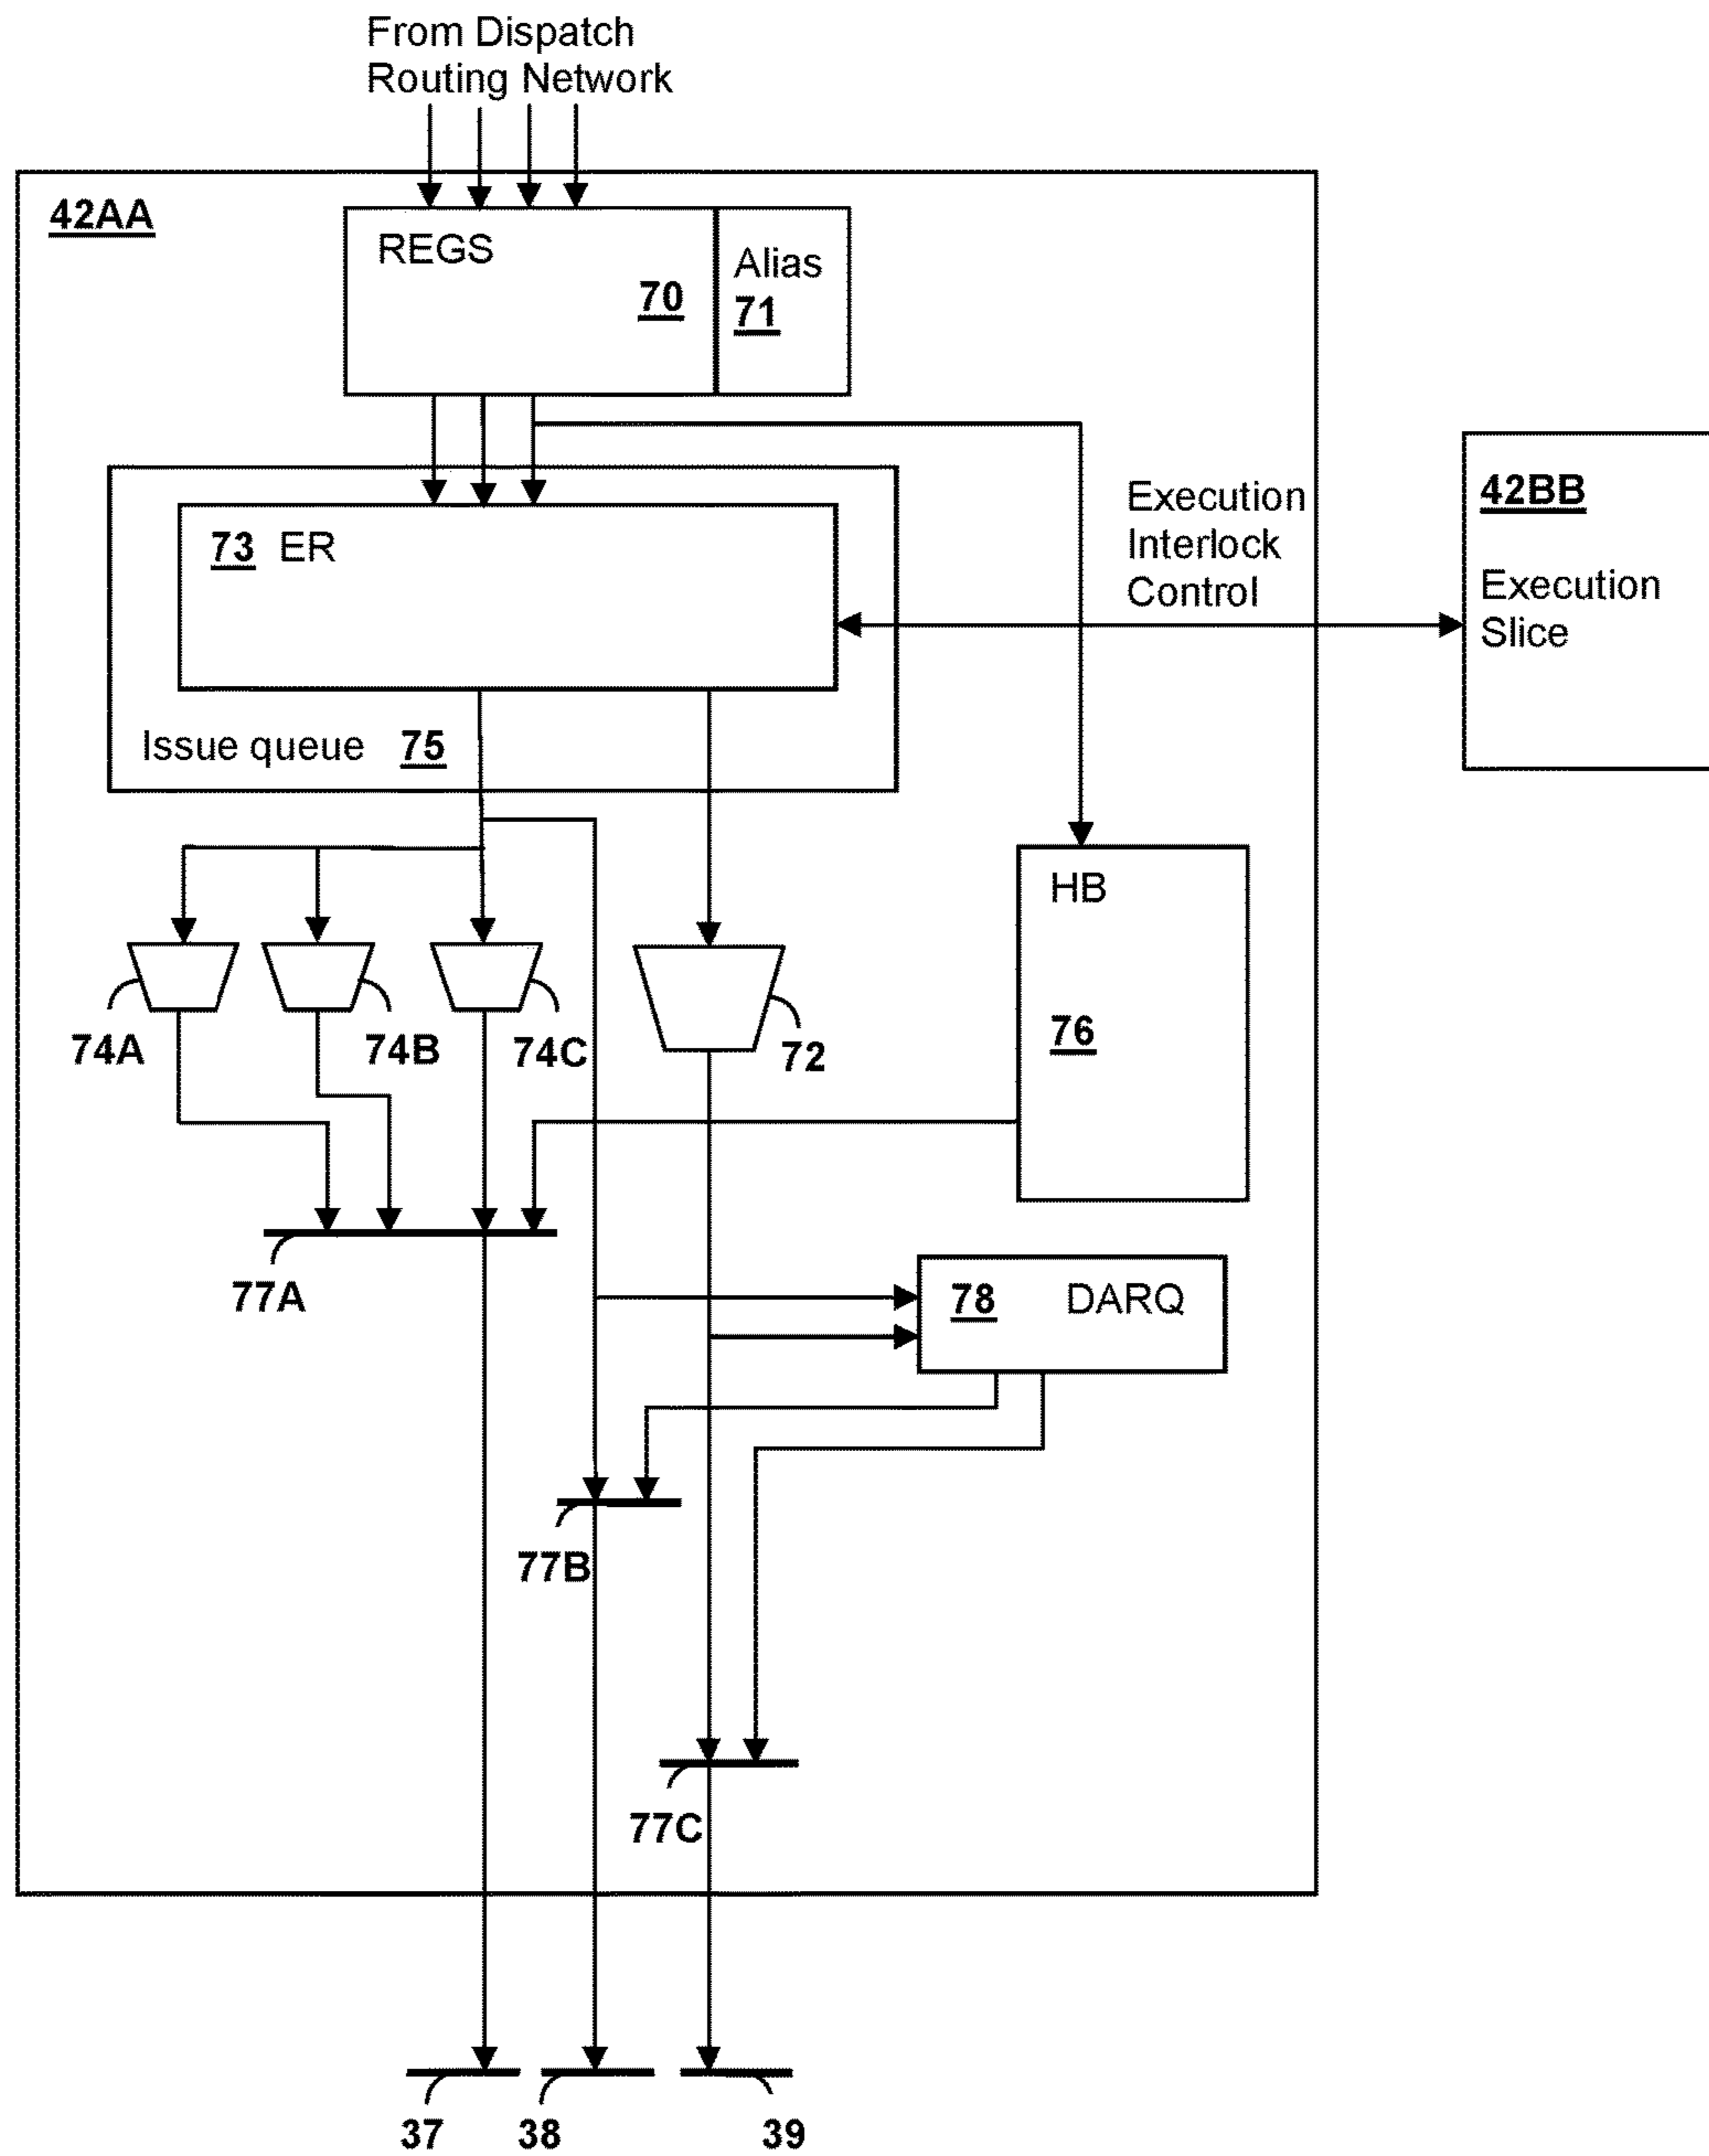 From Dispatch
Routing Network
42AA
REGS
70
Alias
71
73 ER
Execution
Interlock
Control
42BB
Execution
Slice
Issue queue 75
HB
76
74A
74B
74C
72
77A
78 DARQ
77B
77C
37
38
39